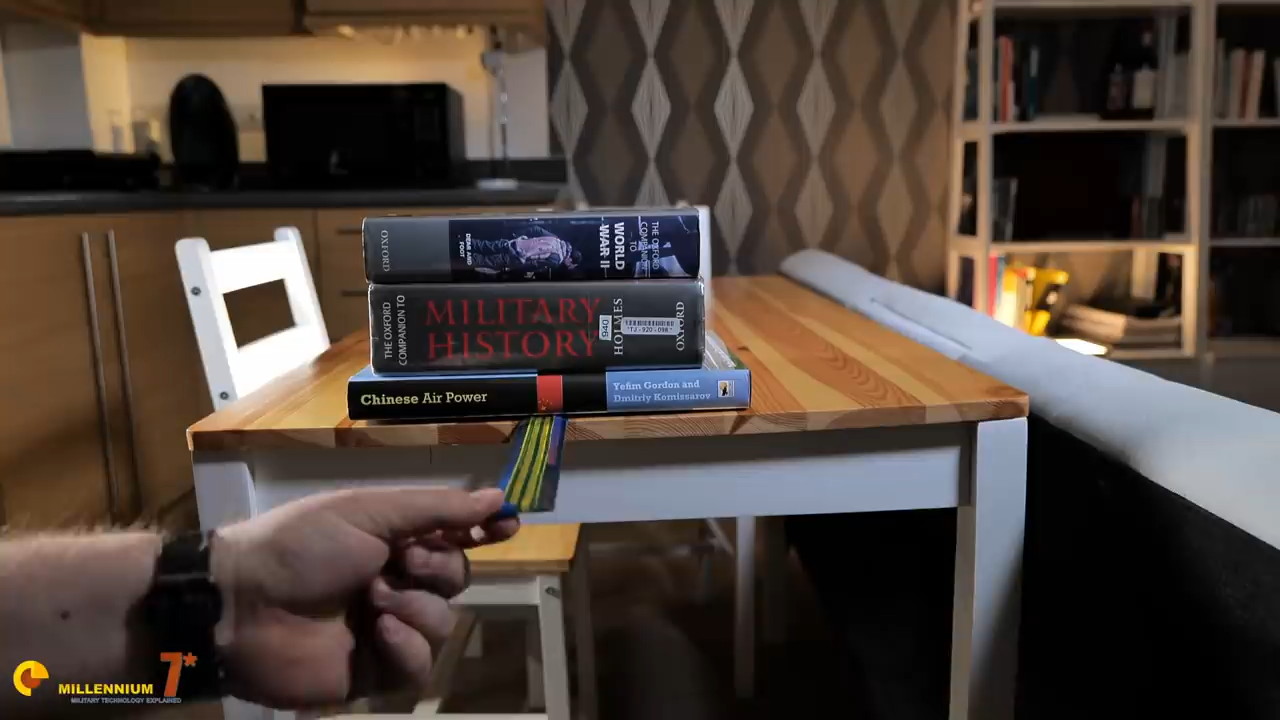 OXFORD
DEAR AND
FOOT
THE OXFORD
COMPANION
TO
WORLD
WAR II
THE OXFORD
COMPANION TO
MILITARY
HISTORY
940
HOLMES
OXFORD
Chinese Air Power
Yefim Gordon and
Dmitriy Komissarov
MILLENNIUM 7*
MILITARY TECHNOLOGY EXPLAINED